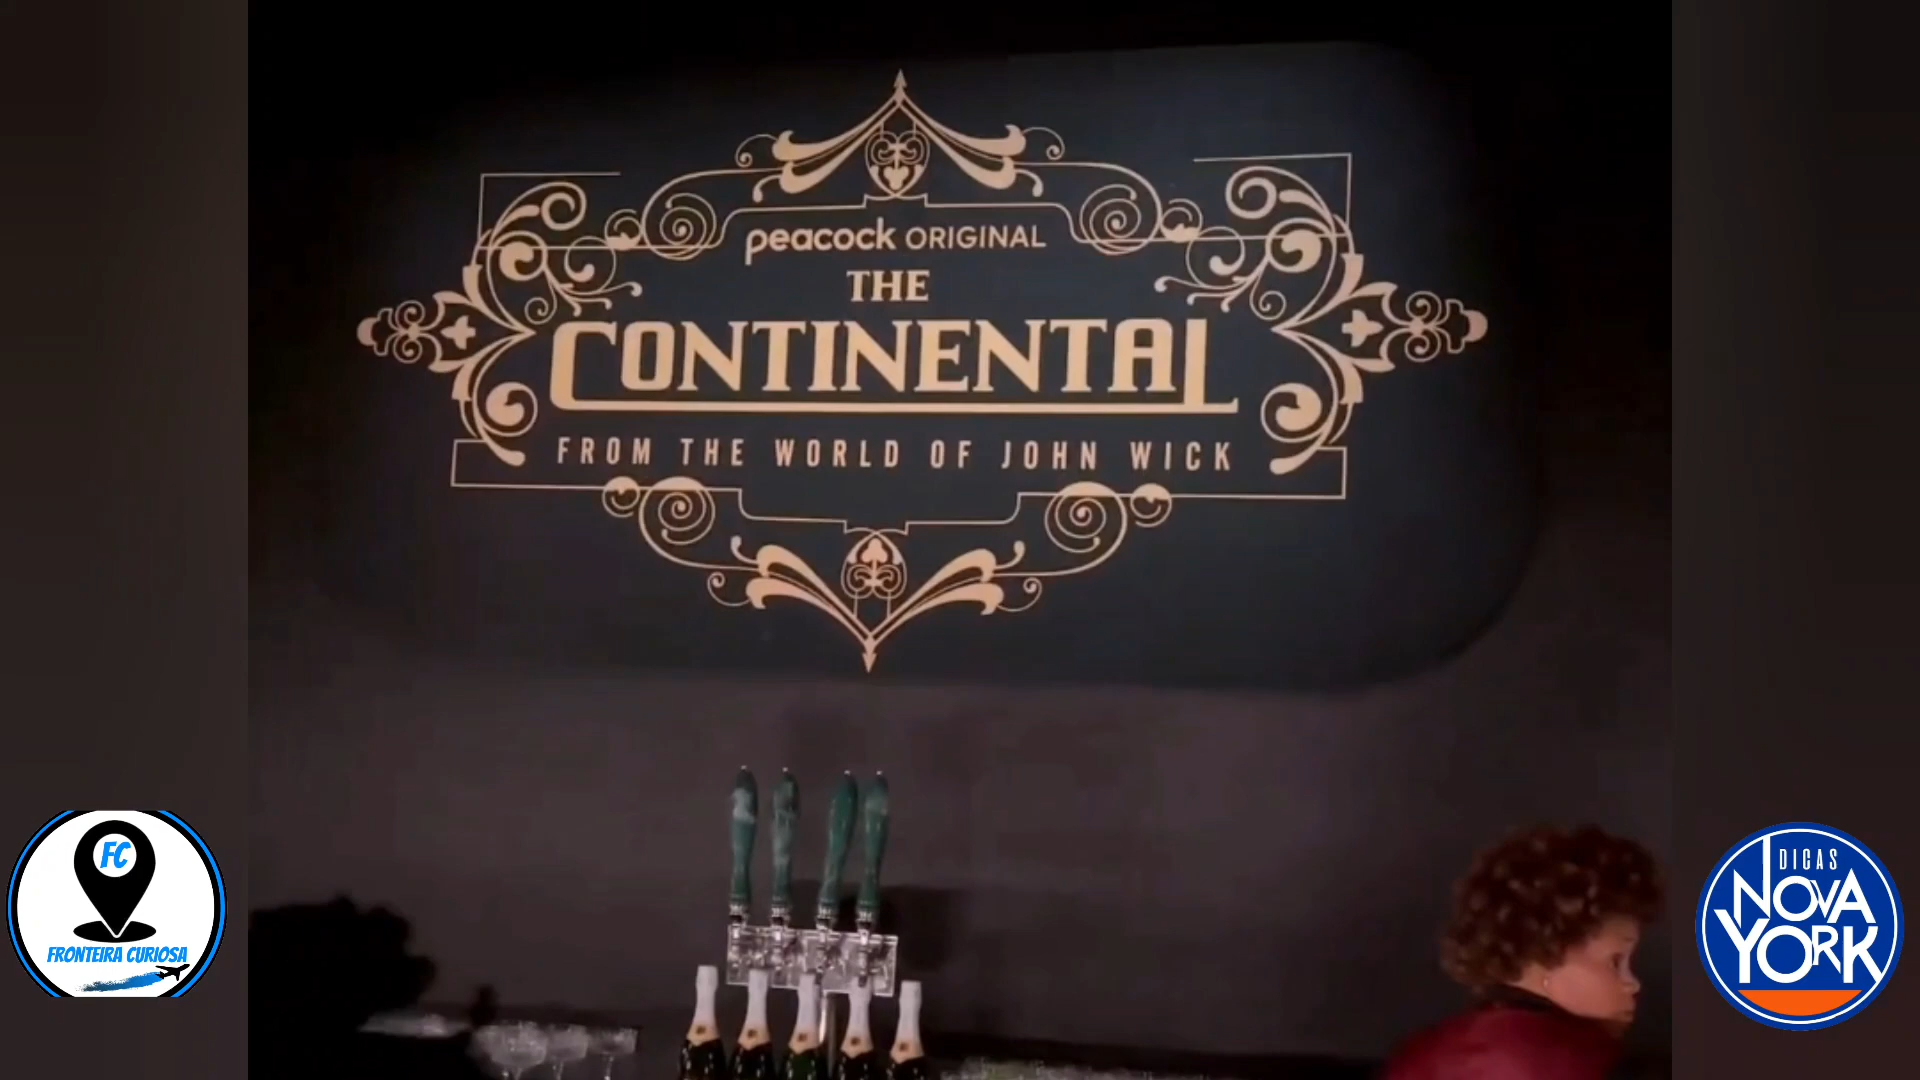 peacock ORIGINAL
THE
CONTINENTAL
FROM THE WORLD OF JOHN WICK
FC
FRONTEIRA CURIOSA
DICAS
NOVA
YORK